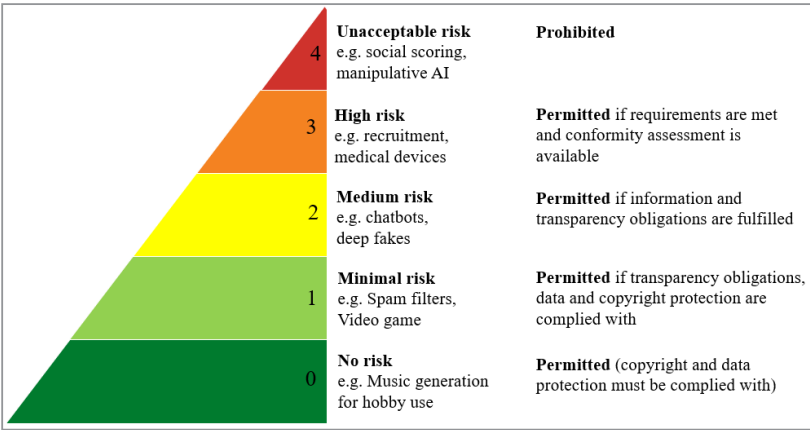 4
Unacceptable risk
e.g. social scoring,
manipulative AI
Prohibited
3
High risk
e.g. recruitment,
medical devices
Permitted if requirements are met
and conformity assessment is
available
2
Medium risk
e.g. chatbots,
deep fakes
Permitted if information and
transparency obligations are fulfilled
1
Minimal risk
e.g. Spam filters,
Video game
Permitted if transparency obligations,
data and copyright protection are
complied with
0
No risk
e.g. Music generation
for hobby use
Permitted (copyright and data
protection must be complied with)